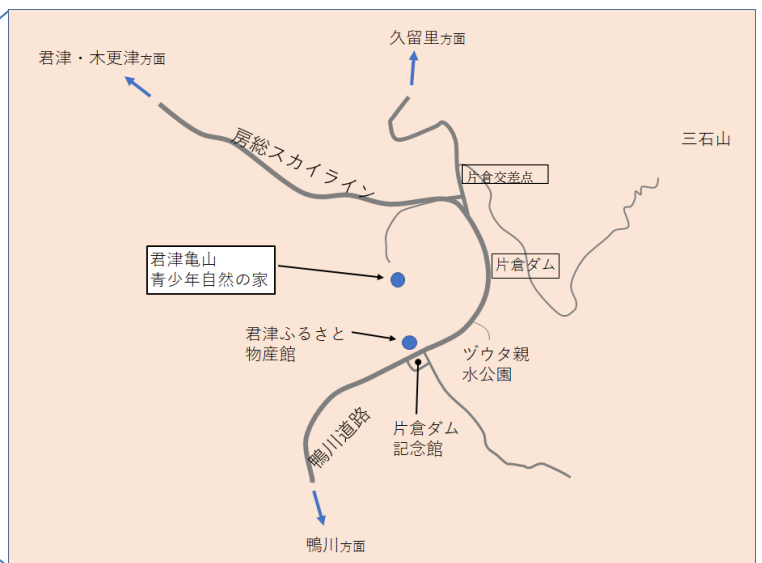 久留里方面
君津・木更津方面
房総スカイライン
三石山
片倉交差点
君津亀山
青少年自然の家
片倉ダム
君津ふるさと
物産館
ヅウタ親
水公園
片倉ダム
記念館
鴨川道路
鴨川方面